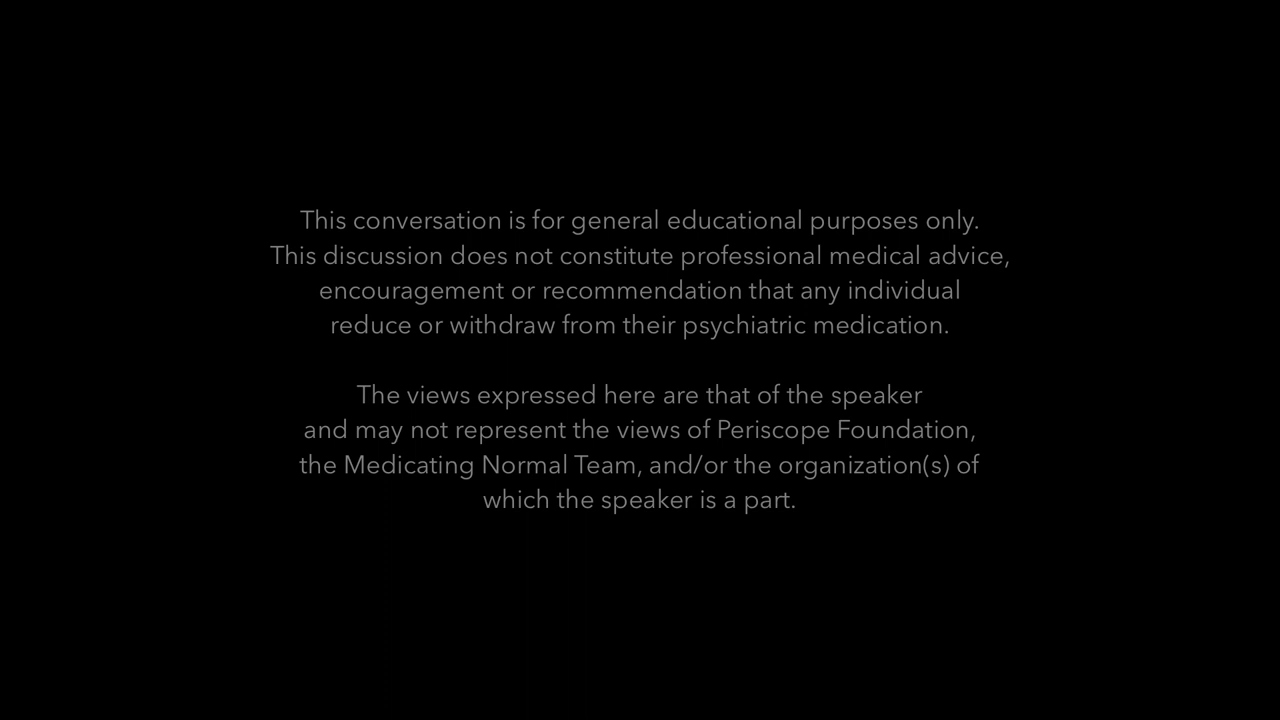 This conversation is for general educational purposes only.
This discussion does not constitute professional medical advice,
encouragement or recommendation that any individual
reduce or withdraw from their psychiatric medication.
The views expressed here are that of the speaker
and may not represent the views of Periscope Foundation,
the Medicating Normal Team, and/or the organization(s) of
which the speaker is a part.